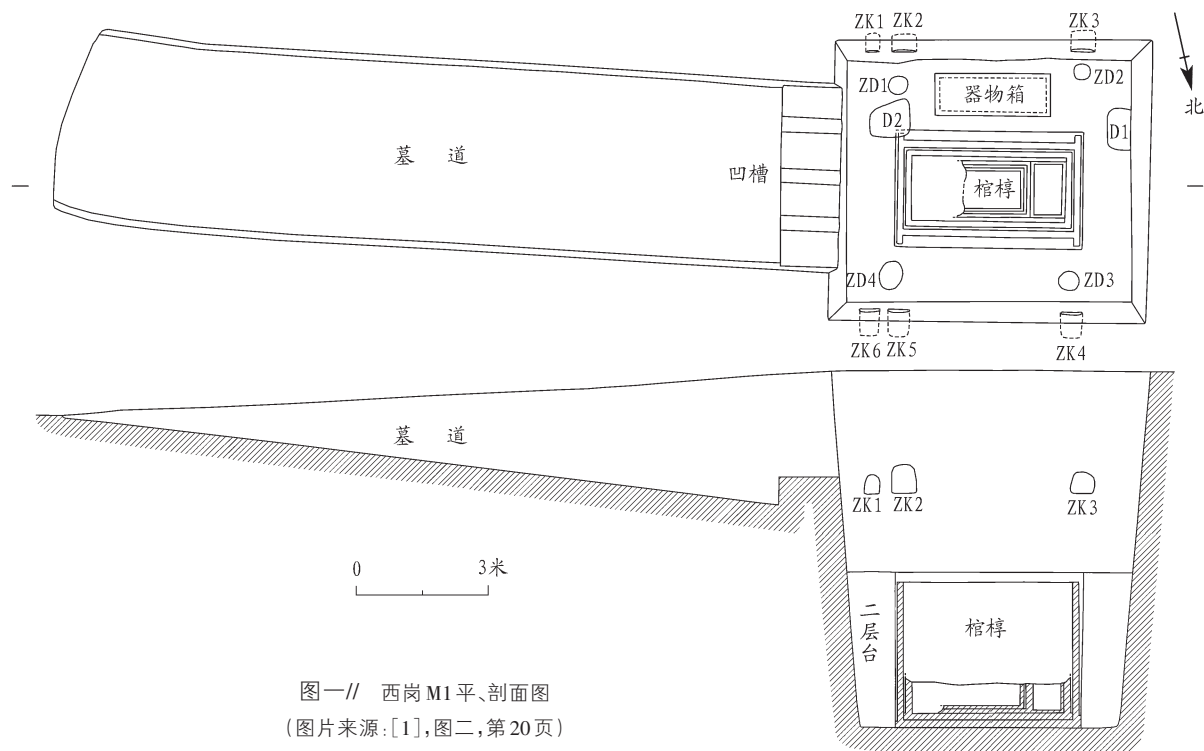 ZK1 ZK2 ZK3
ZD1
ZD2
器物箱
北
D2
D1
墓 道
凹槽
棺椁
ZD4
ZD3
ZK6 ZK5 ZK4
墓 道
ZK1 ZK2 ZK3
0 3米
二层台
棺椁
图一// 西岗M1平、剖面图
(图片来源:[1],图二,第20页)